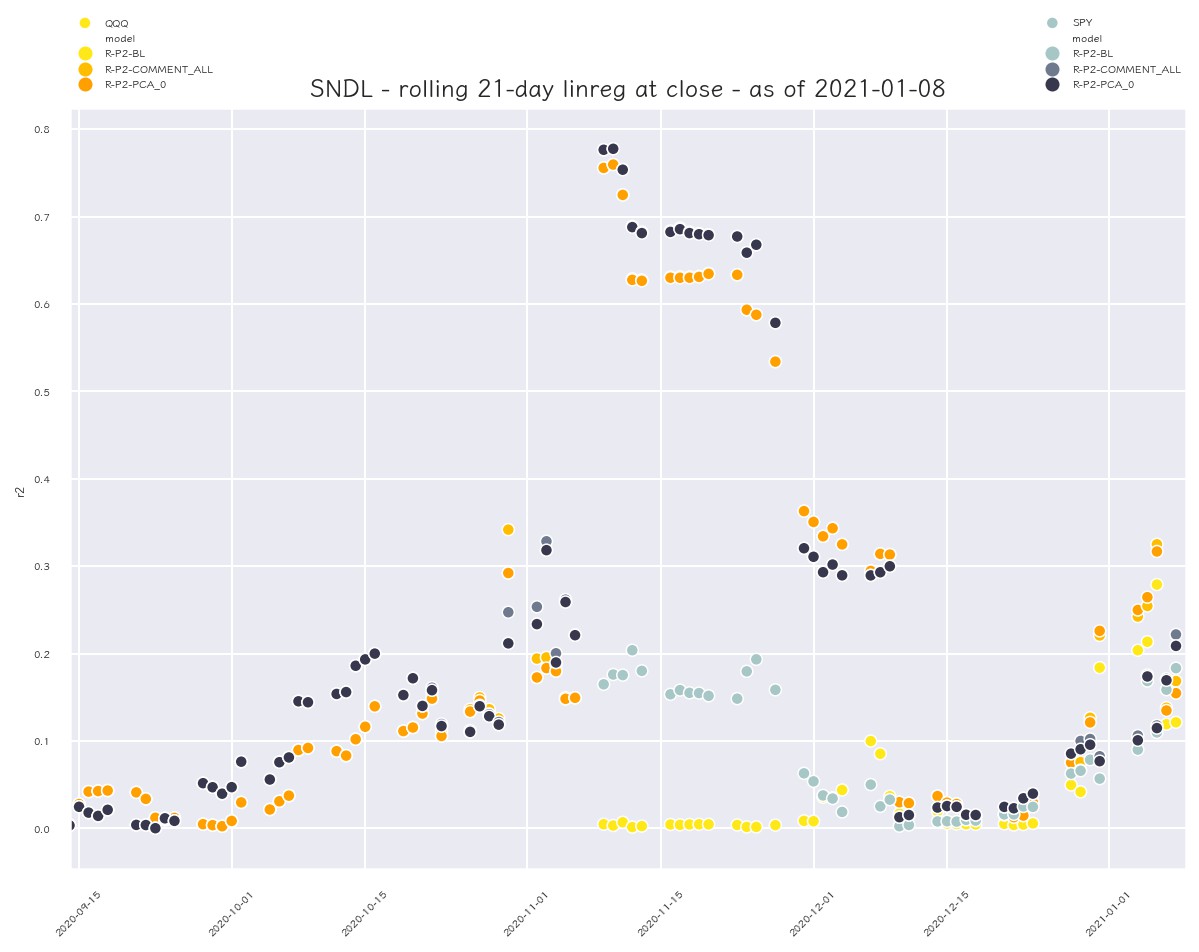 QQQ
model
R-P2-BL
R-P2-COMMENT_ALL
R-P2-PCA_0
SPY
model
R-P2-BL
R-P2-COMMENT_ALL
R-P2-PCA_0
SNDL - rolling 21-day linreg at close - as of 2021-01-08
0.8
0.7
0.6
0.5
0.4
0.3
0.2
0.1
0.0
r2
2020-09-15
2020-10-01
2020-10-15
2020-11-01
2020-11-15
2020-12-01
2020-12-15
2021-01-01